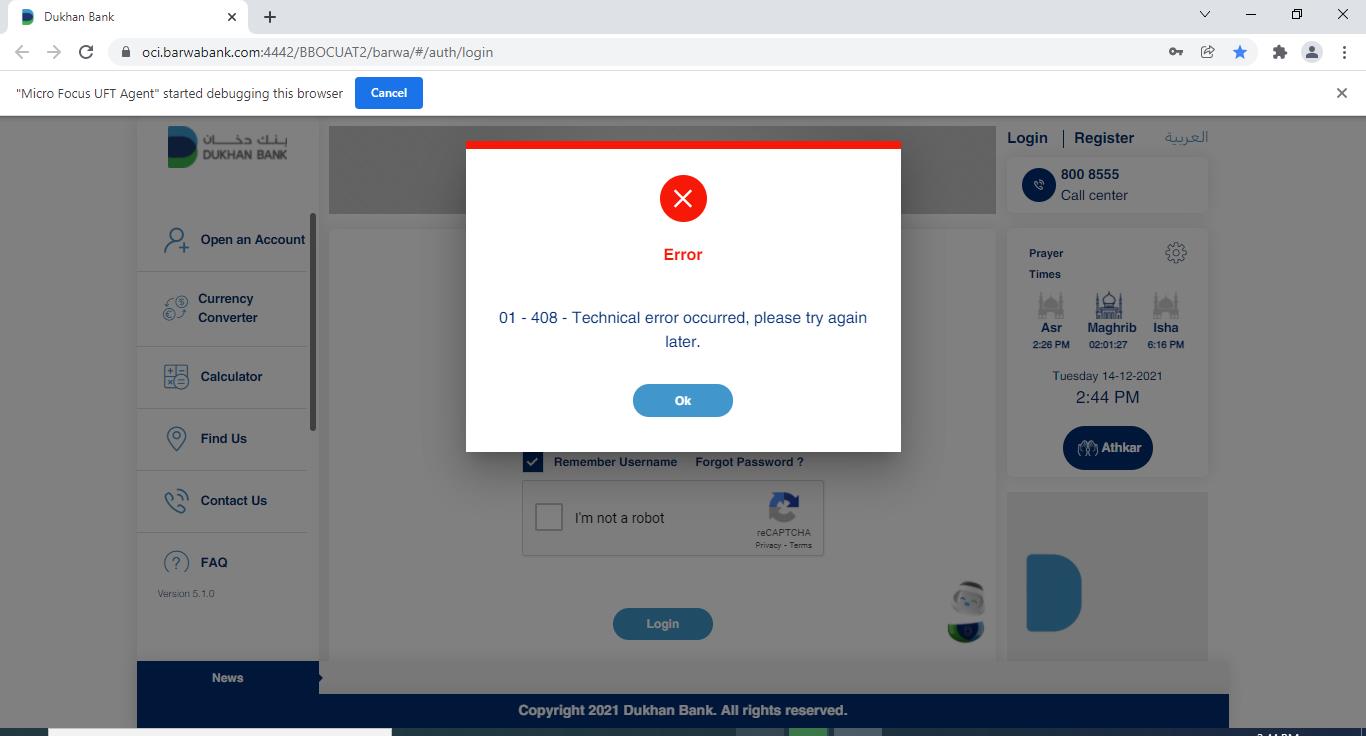 Dukhan Bank
oci.barwabank.com:4442/BBOCUAT2/barwa/#/auth/login
"Micro Focus UFT Agent" started debugging this browser
Cancel
بنك دخان
DUKHAN BANK
Open an Account
Currency
Converter
Calculator
Find Us
Contact Us
FAQ
Version 5.1.0
News
Error
01 - 408 - Technical error occurred, please try again
later.
Ok
Remember Username
Forgot Password ?
I'm not a robot
reCAPTCHA
Privacy - Terms
Login
Login
Register
العربية
800 8555
Call center
Prayer
Times
Asr
Maghrib
Isha
2:26 PM
02:01:27
6:16 PM
Tuesday 14-12-2021
2:44 PM
Athkar
Copyright 2021 Dukhan Bank. All rights reserved.